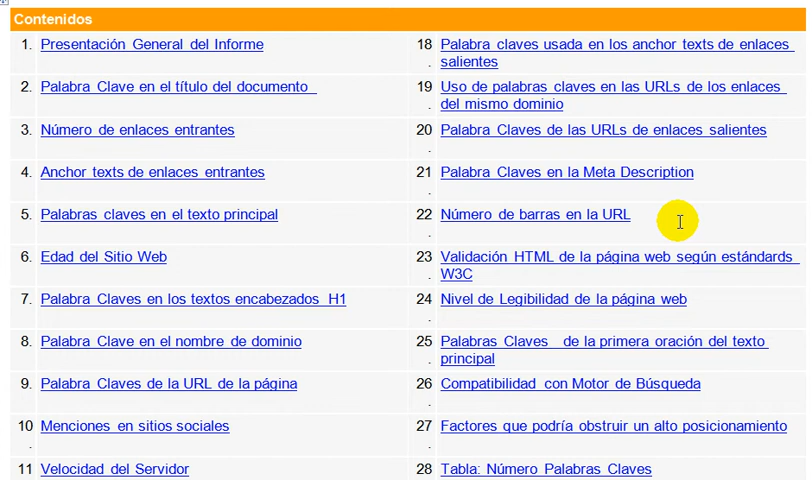 Contenidos
1. Presentación General del Informe
2. Palabra Clave en el título del documento
3. Número de enlaces entrantes
4. Anchor texts de enlaces entrantes
5. Palabras claves en el texto principal
6. Edad del Sitio Web
7. Palabra Claves en los textos encabezados H1
8. Palabra Clave en el nombre de dominio
9. Palabra Claves de la URL de la página
10
. Menciones en sitios sociales
11 Velocidad del Servidor
18
. Palabra claves usada en los anchor texts de enlaces
salientes
19
. Uso de palabras claves en las URLs de los enlaces
del mismo dominio
20
. Palabra Claves de las URLs de enlaces salientes
21
. Palabra Claves en la Meta Description
22
. Número de barras en la URL
23
. Validación HTML de la página web según estándards
W3C
24
. Nivel de Legibilidad de la página web
25
. Palabras Claves de la primera oración del texto
principal
26
. Compatibilidad con Motor de Búsqueda
27
. Factores que podría obstruir un alto posicionamiento
28 Tabla: Número Palabras Claves